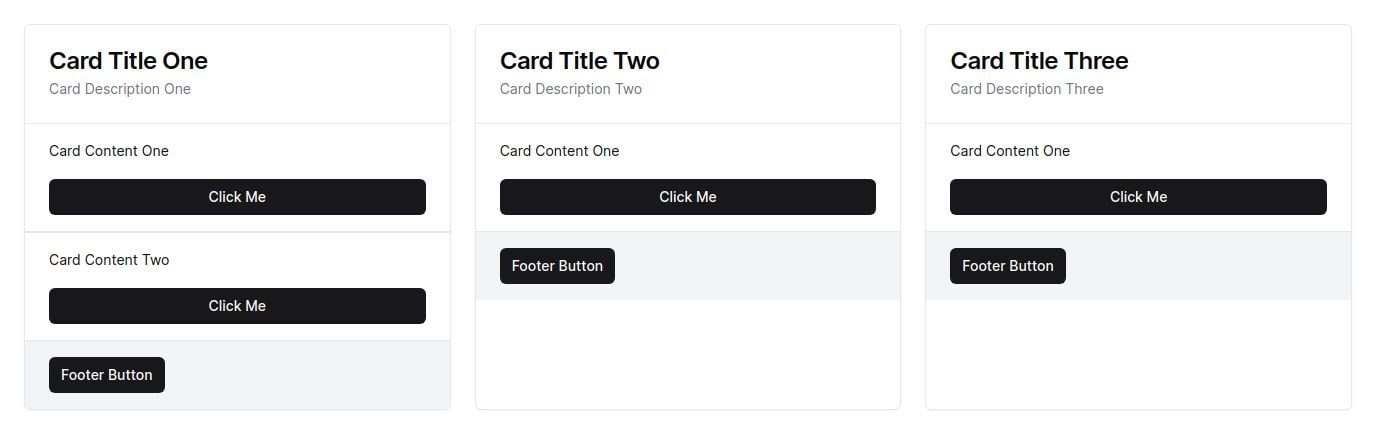 Card Title One
Card Description One
Card Content One
Click Me
Card Content Two
Click Me
Footer Button
Card Title Two
Card Description Two
Card Content One
Click Me
Footer Button
Card Title Three
Card Description Three
Card Content One
Click Me
Footer Button